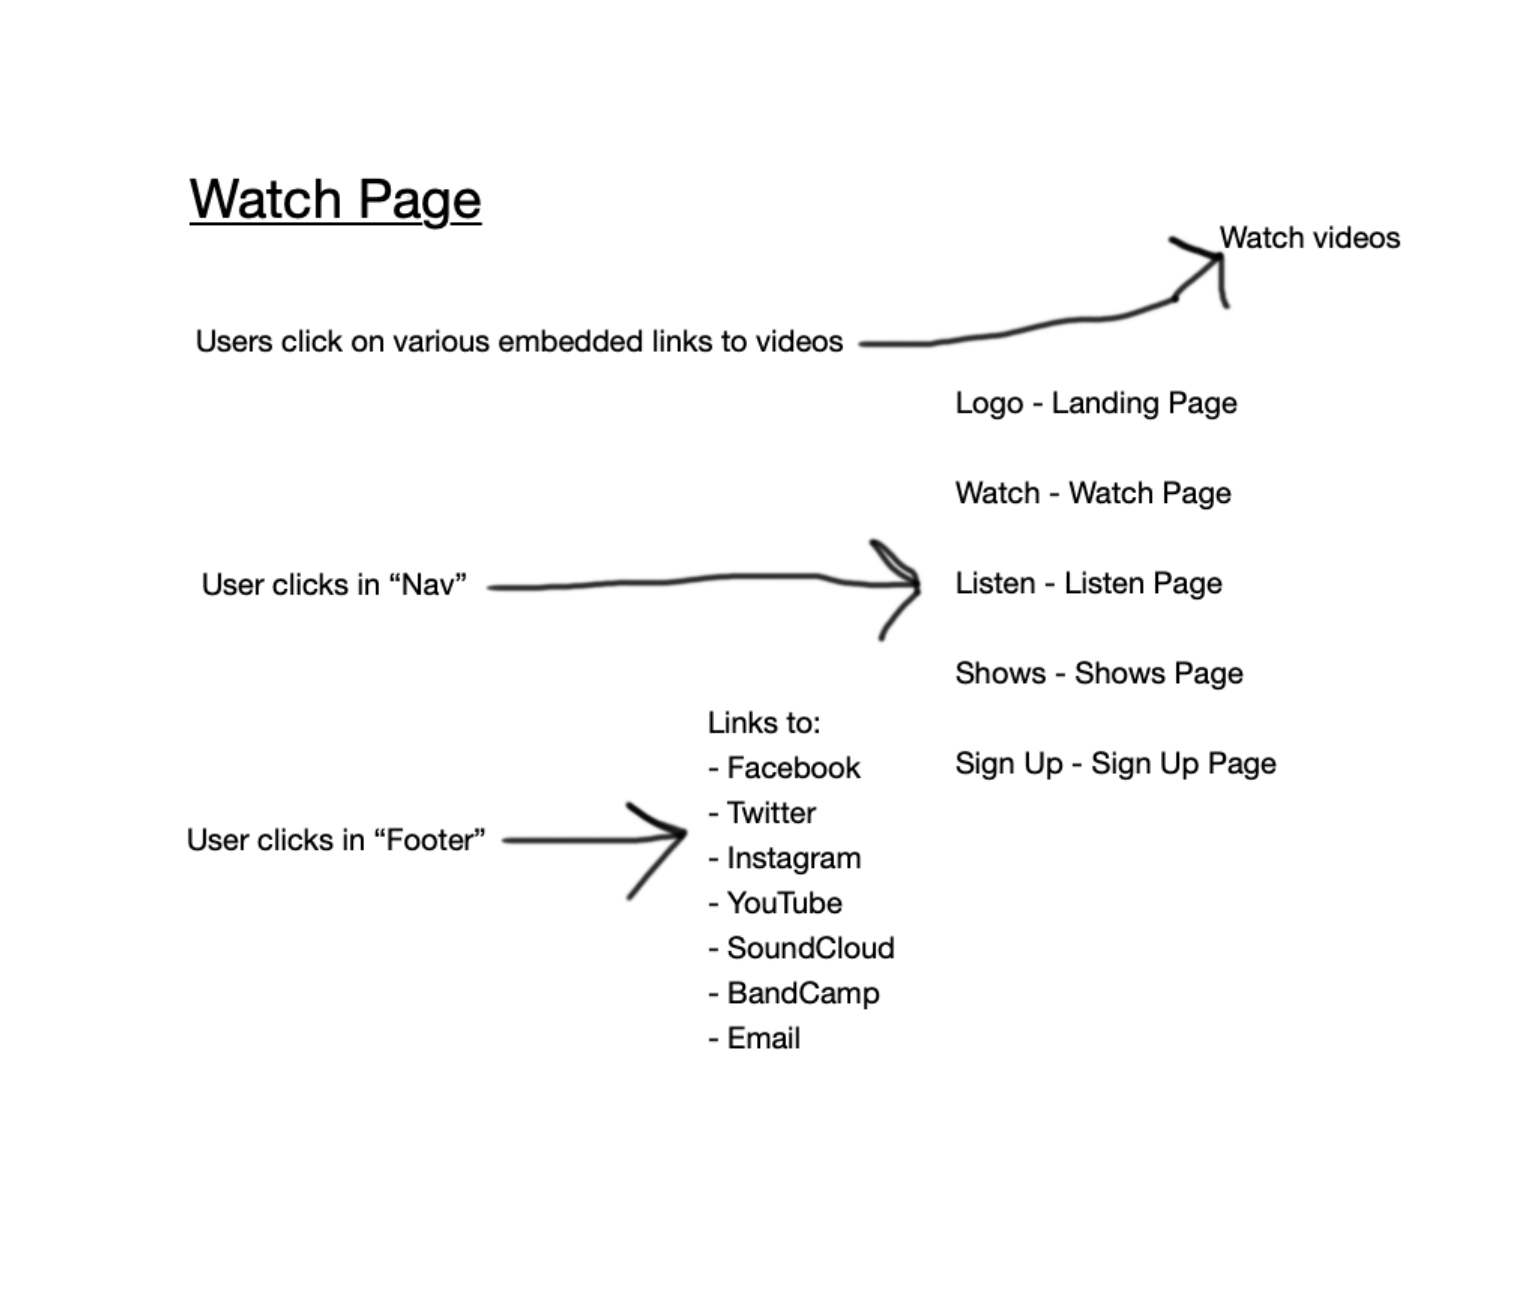 Watch Page
Watch videos
Users click on various embedded links to videos
Logo - Landing Page
Watch - Watch Page
User clicks in “Nav”
Listen - Listen Page
Shows - Shows Page
Sign Up - Sign Up Page
Links to:
- Facebook
- Twitter
User clicks in “Footer”
- Instagram
- YouTube
- SoundCloud
- BandCamp
- Email